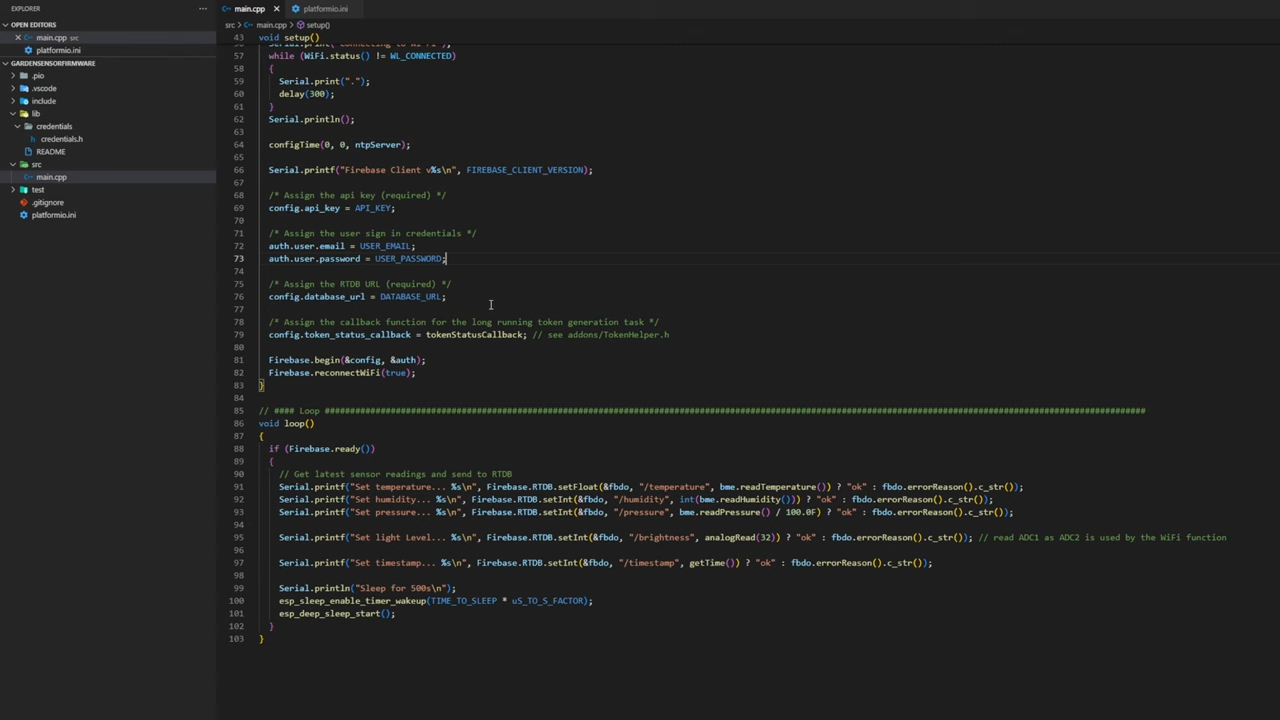 EXPLORER
...
main.cpp ×
platformio.ini
OPEN EDITORS
× main.cpp
platformio.ini
GARDENSENSORFIRMWARE
.pio
.vscode
include
lib
credentials
credentials.h
README
src
main.cpp
test
.gitignore
platformio.ini
src > main.cpp > setup()
43 void setup()
56 Serial.print("Connecting to Wi-Fi");
57 while (WiFi.status() != WL_CONNECTED)
58 {
59 Serial.print(".");
60 delay(300);
61 }
62 Serial.println();
63
64 configTime(0, 0, ntpServer);
65
66 Serial.printf("Firebase Client v%s\n", FIREBASE_CLIENT_VERSION);
67
68 /* Assign the api key (required) */
69 config.api_key = API_KEY;
70
71 /* Assign the user sign in credentials */
72 auth.user.email = USER_EMAIL;
73 auth.user.password = USER_PASSWORD;
74
75 /* Assign the RTDB URL (required) */
76 config.database_url = DATABASE_URL;
77
78 /* Assign the callback function for the long running token generation task */
79 config.token_status_callback = tokenStatusCallback; // see addons/TokenHelper.h
80
81 Firebase.begin(&config, &auth);
82 Firebase.reconnectWiFi(true);
83 }
84
85 // #### Loop ##################################################################################################################################################################
86 void loop()
87 {
88 if (Firebase.ready())
89 {
90 // Get latest sensor readings and send to RTDB
91 Serial.printf("Set temperature... %s\n", Firebase.RTDB.setFloat(&fbdo, "/temperature", bme.readTemperature()) ? "ok" : fbdo.errorReason().c_str());
92 Serial.printf("Set humidity... %s\n", Firebase.RTDB.setInt(&fbdo, "/humidity", int(bme.readHumidity())) ? "ok" : fbdo.errorReason().c_str());
93 Serial.printf("Set pressure... %s\n", Firebase.RTDB.setInt(&fbdo, "/pressure", bme.readPressure() / 100.0F) ? "ok" : fbdo.errorReason().c_str());
94
95 Serial.printf("Set light Level... %s\n", Firebase.RTDB.setInt(&fbdo, "/brightness", analogRead(32)) ? "ok" : fbdo.errorReason().c_str()); // read ADC1 as ADC2 is used by the WiFi function
96
97 Serial.printf("Set timestamp... %s\n", Firebase.RTDB.setInt(&fbdo, "/timestamp", getTime()) ? "ok" : fbdo.errorReason().c_str());
98
99 Serial.println("Sleep for 500s\n");
100 esp_sleep_enable_timer_wakeup(TIME_TO_SLEEP * uS_TO_S_FACTOR);
101 esp_deep_sleep_start();
102 }
103 }